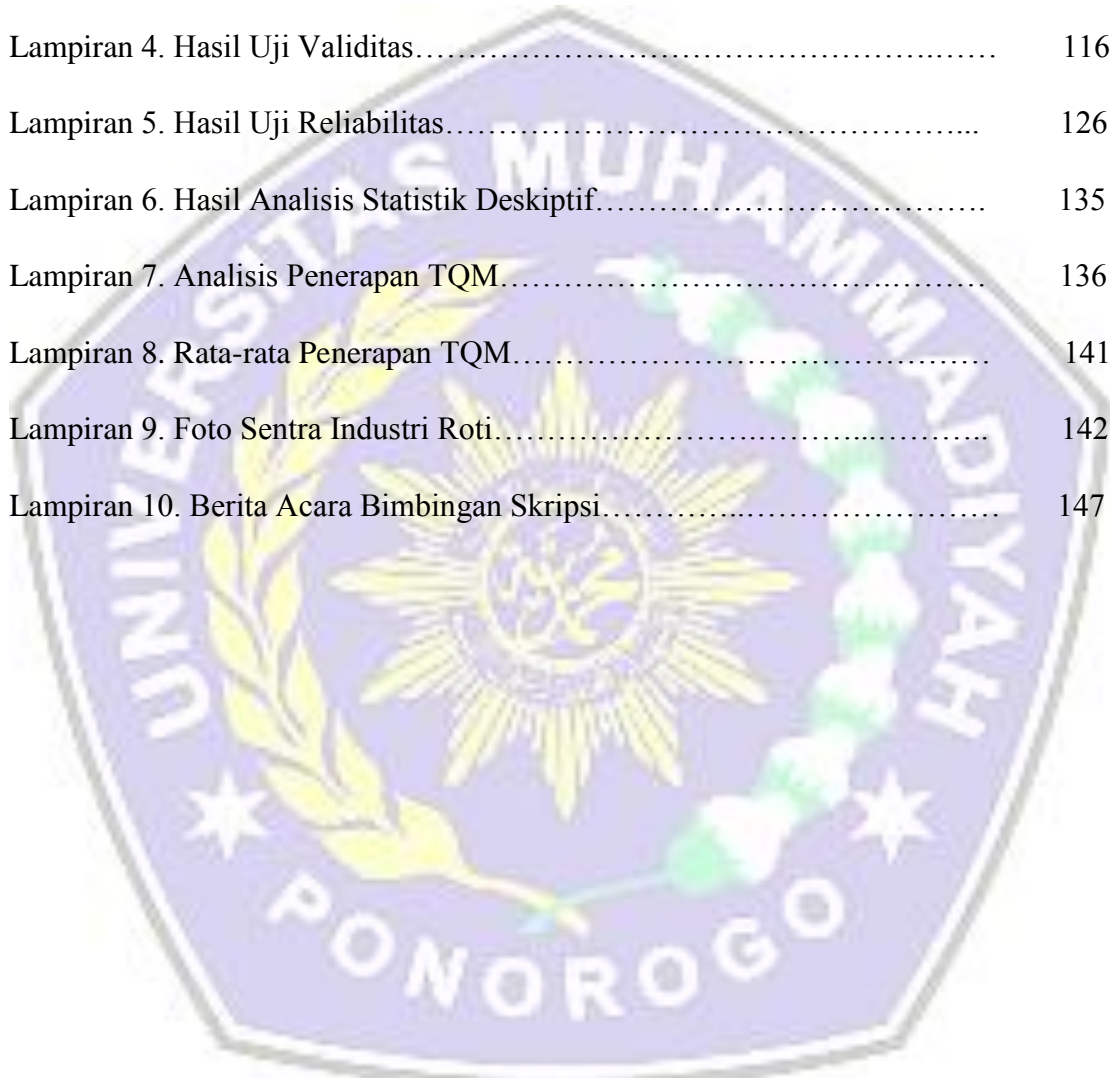 Lampiran 4. Hasil Uji Validitas……………………………………………….…… 116
Lampiran 5. Hasil Uji Reliabilitas…………………………………………... 126
Lampiran 6. Hasil Analisis Statistik Deskiptif………………………………. 135
Lampiran 7. Analisis Penerapan TQM………………………………………… 136
Lampiran 8. Rata-rata Penerapan TQM……………………………………….. 141
Lampiran 9. Foto Sentra Industri Roti…………………….………...……….. 142
Lampiran 10. Berita Acara Bimbingan Skripsi…………..……………………. 147
UNIVERSITAS MUHAMMADIYAH
PONOROGO